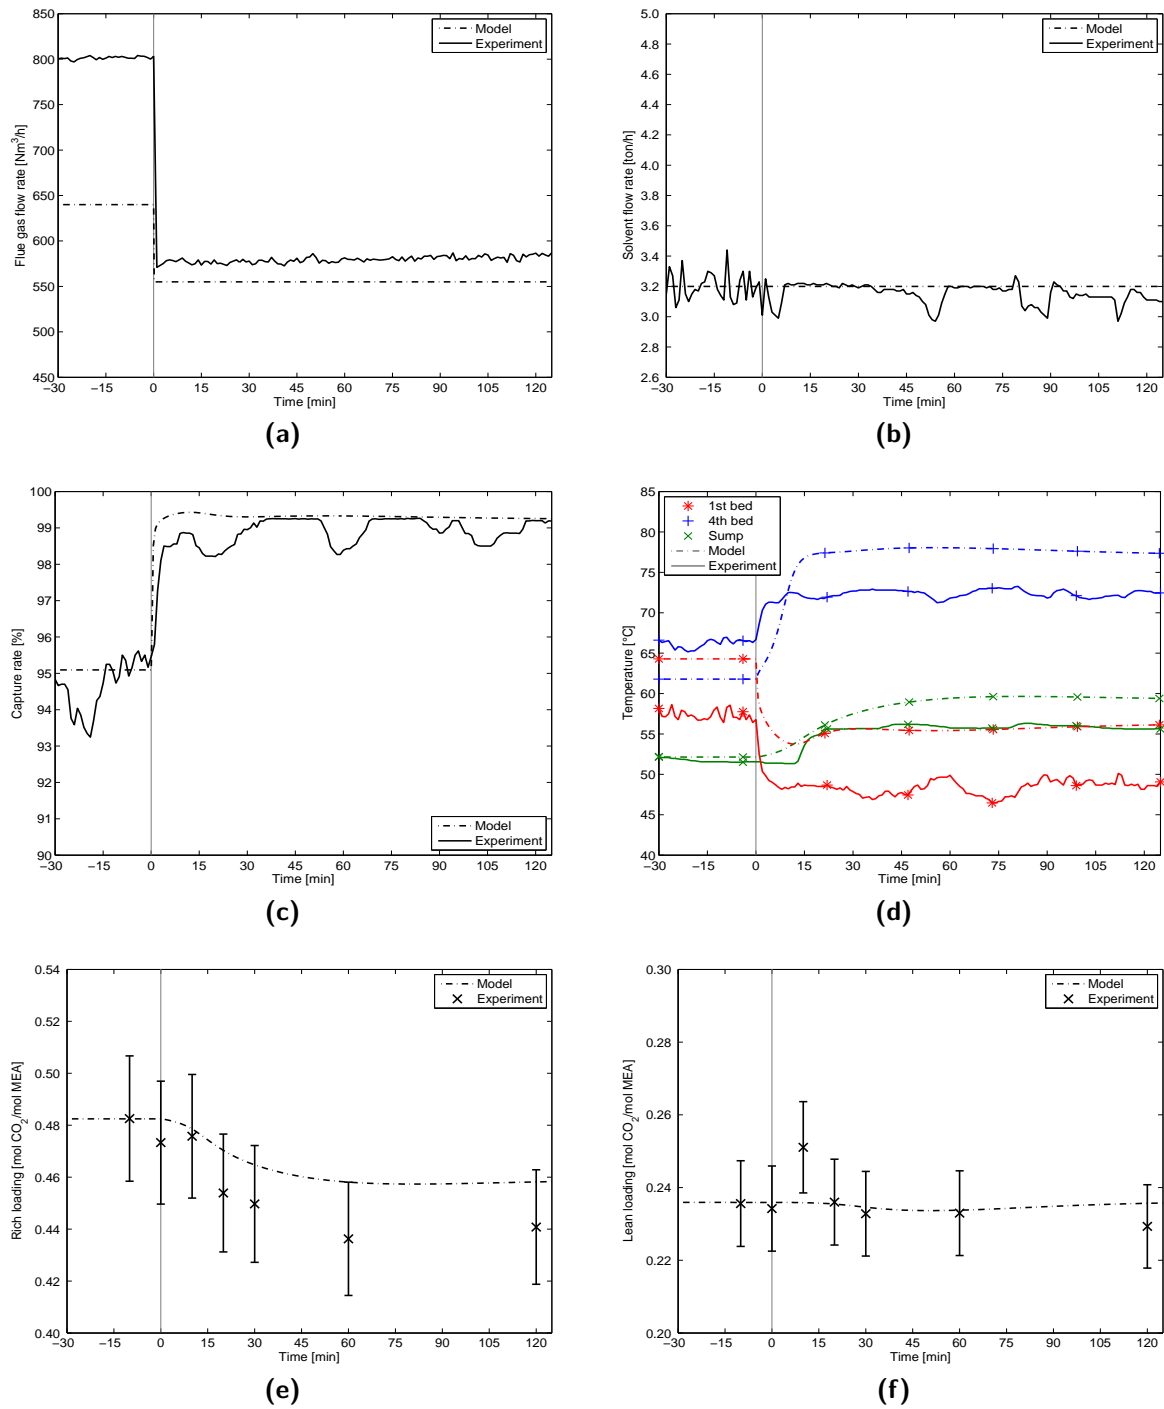 850
800
750
700
650
600
550
500
450
Flue gas flow rate [Nm³/h]
Model
Experiment
−30 −15 0 15 30 45 60 75 90 105 120
Time [min]
(a)
5.0
4.8
4.6
4.4
4.2
4.0
3.8
3.6
3.4
3.2
3.0
2.8
2.6
Solvent flow rate [ton/h]
Model
Experiment
−30 −15 0 15 30 45 60 75 90 105 120
Time [min]
(b)
100
99
98
97
96
95
94
93
92
91
90
Capture rate [%]
Model
Experiment
−30 −15 0 15 30 45 60 75 90 105 120
Time [min]
(c)
85
80
75
70
65
60
55
50
45
40
Temperature [°C]
1st bed
4th bed
Sump
Model
Experiment
−30 −15 0 15 30 45 60 75 90 105 120
Time [min]
(d)
0.54
0.52
0.50
0.48
0.46
0.44
0.42
0.40
Rich loading [mol CO₂/mol MEA]
Model
Experiment
−30 −15 0 15 30 45 60 75 90 105 120
Time [min]
(e)
0.30
0.28
0.26
0.24
0.22
0.20
Lean loading [mol CO₂/mol MEA]
Model
Experiment
−30 −15 0 15 30 45 60 75 90 105 120
Time [min]
(f)